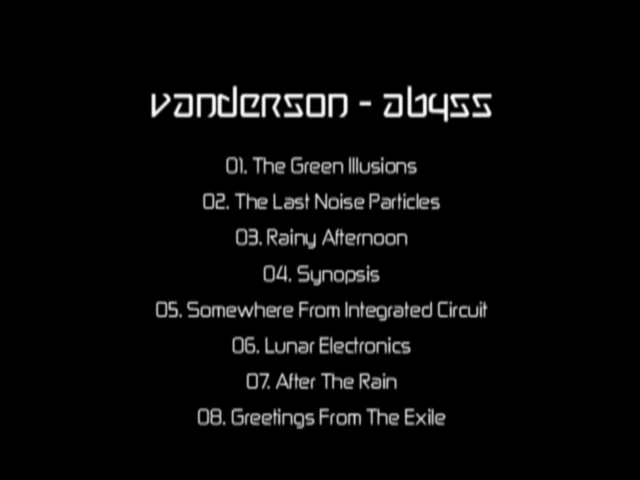 vanderson - abyss
01. The Green Illusions
02. The Last Noise Particles
03. Rainy Afternoon
04. Synopsis
05. Somewhere From Integrated Circuit
06. Lunar Electronics
07. After The Rain
08. Greetings From The Exile